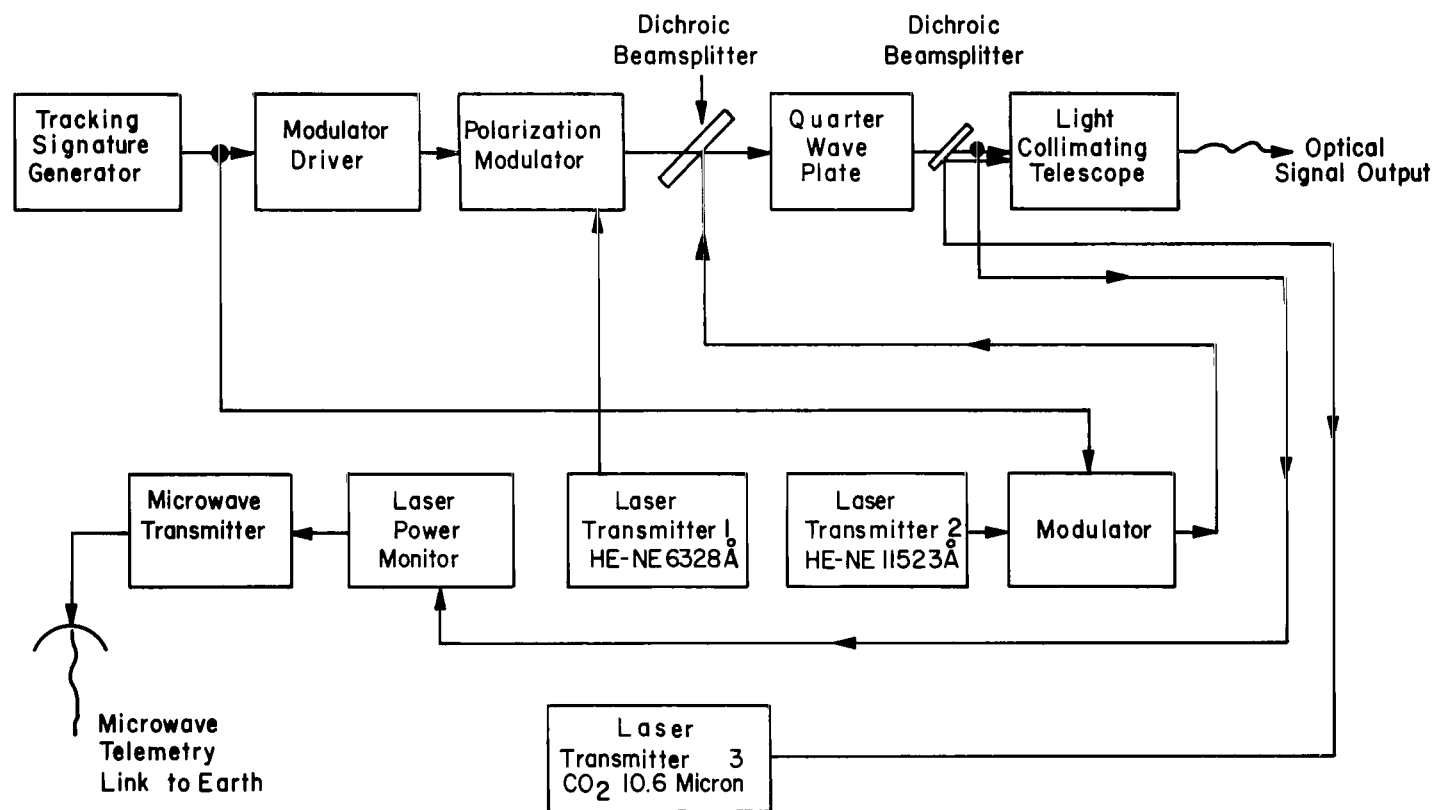 Dichroic
Beamsplitter
Dichroic
Beamsplitter
Tracking
Signature
Generator
Modulator
Driver
Polarization
Modulator
Quarter
Wave
Plate
Light
Collimating
Telescope
Optical
Signal Output
Microwave
Transmitter
Laser
Power
Monitor
Laser
Transmitter 1
HE-NE 6328Å
Laser
Transmitter 2
HE-NE 11523Å
Modulator
Microwave
Telemetry
Link to Earth
Laser
Transmitter 3
CO2 10.6 Micron